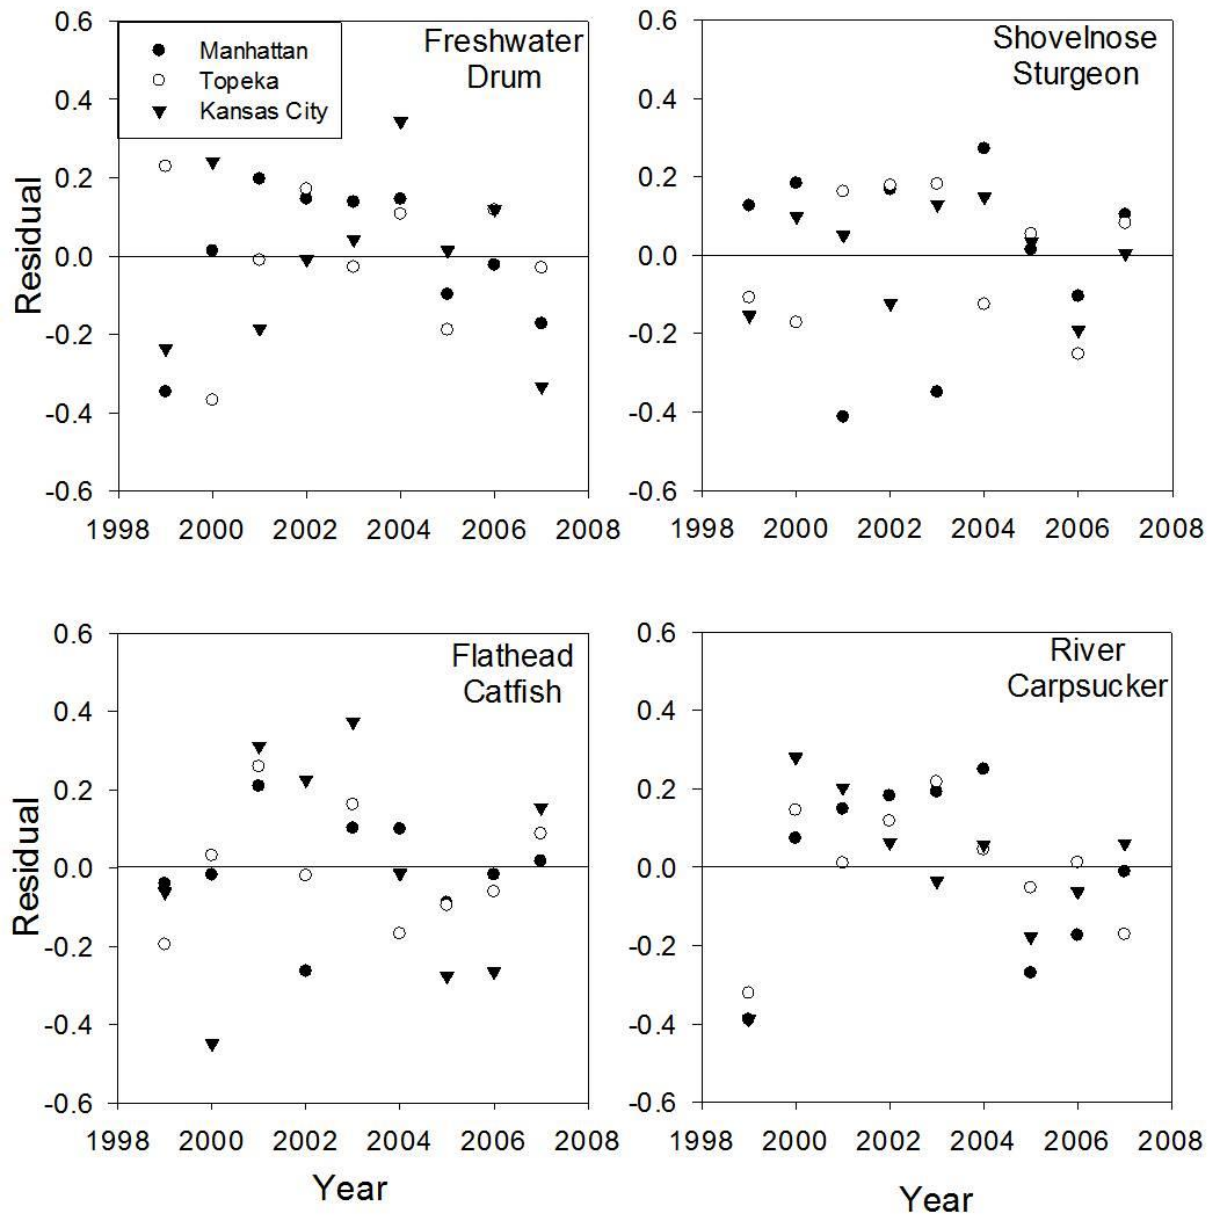 0.6
0.4
0.2
0.0
-0.2
-0.4
-0.6
Residual
Manhattan
Topeka
Kansas City
Freshwater
Drum
1998 2000 2002 2004 2006 2008
0.6
0.4
0.2
0.0
-0.2
-0.4
-0.6
Shovelnose
Sturgeon
1998 2000 2002 2004 2006 2008
0.6
0.4
0.2
0.0
-0.2
-0.4
-0.6
Residual
Flathead
Catfish
1998 2000 2002 2004 2006 2008
Year
0.6
0.4
0.2
0.0
-0.2
-0.4
-0.6
River
Carpsucker
1998 2000 2002 2004 2006 2008
Year